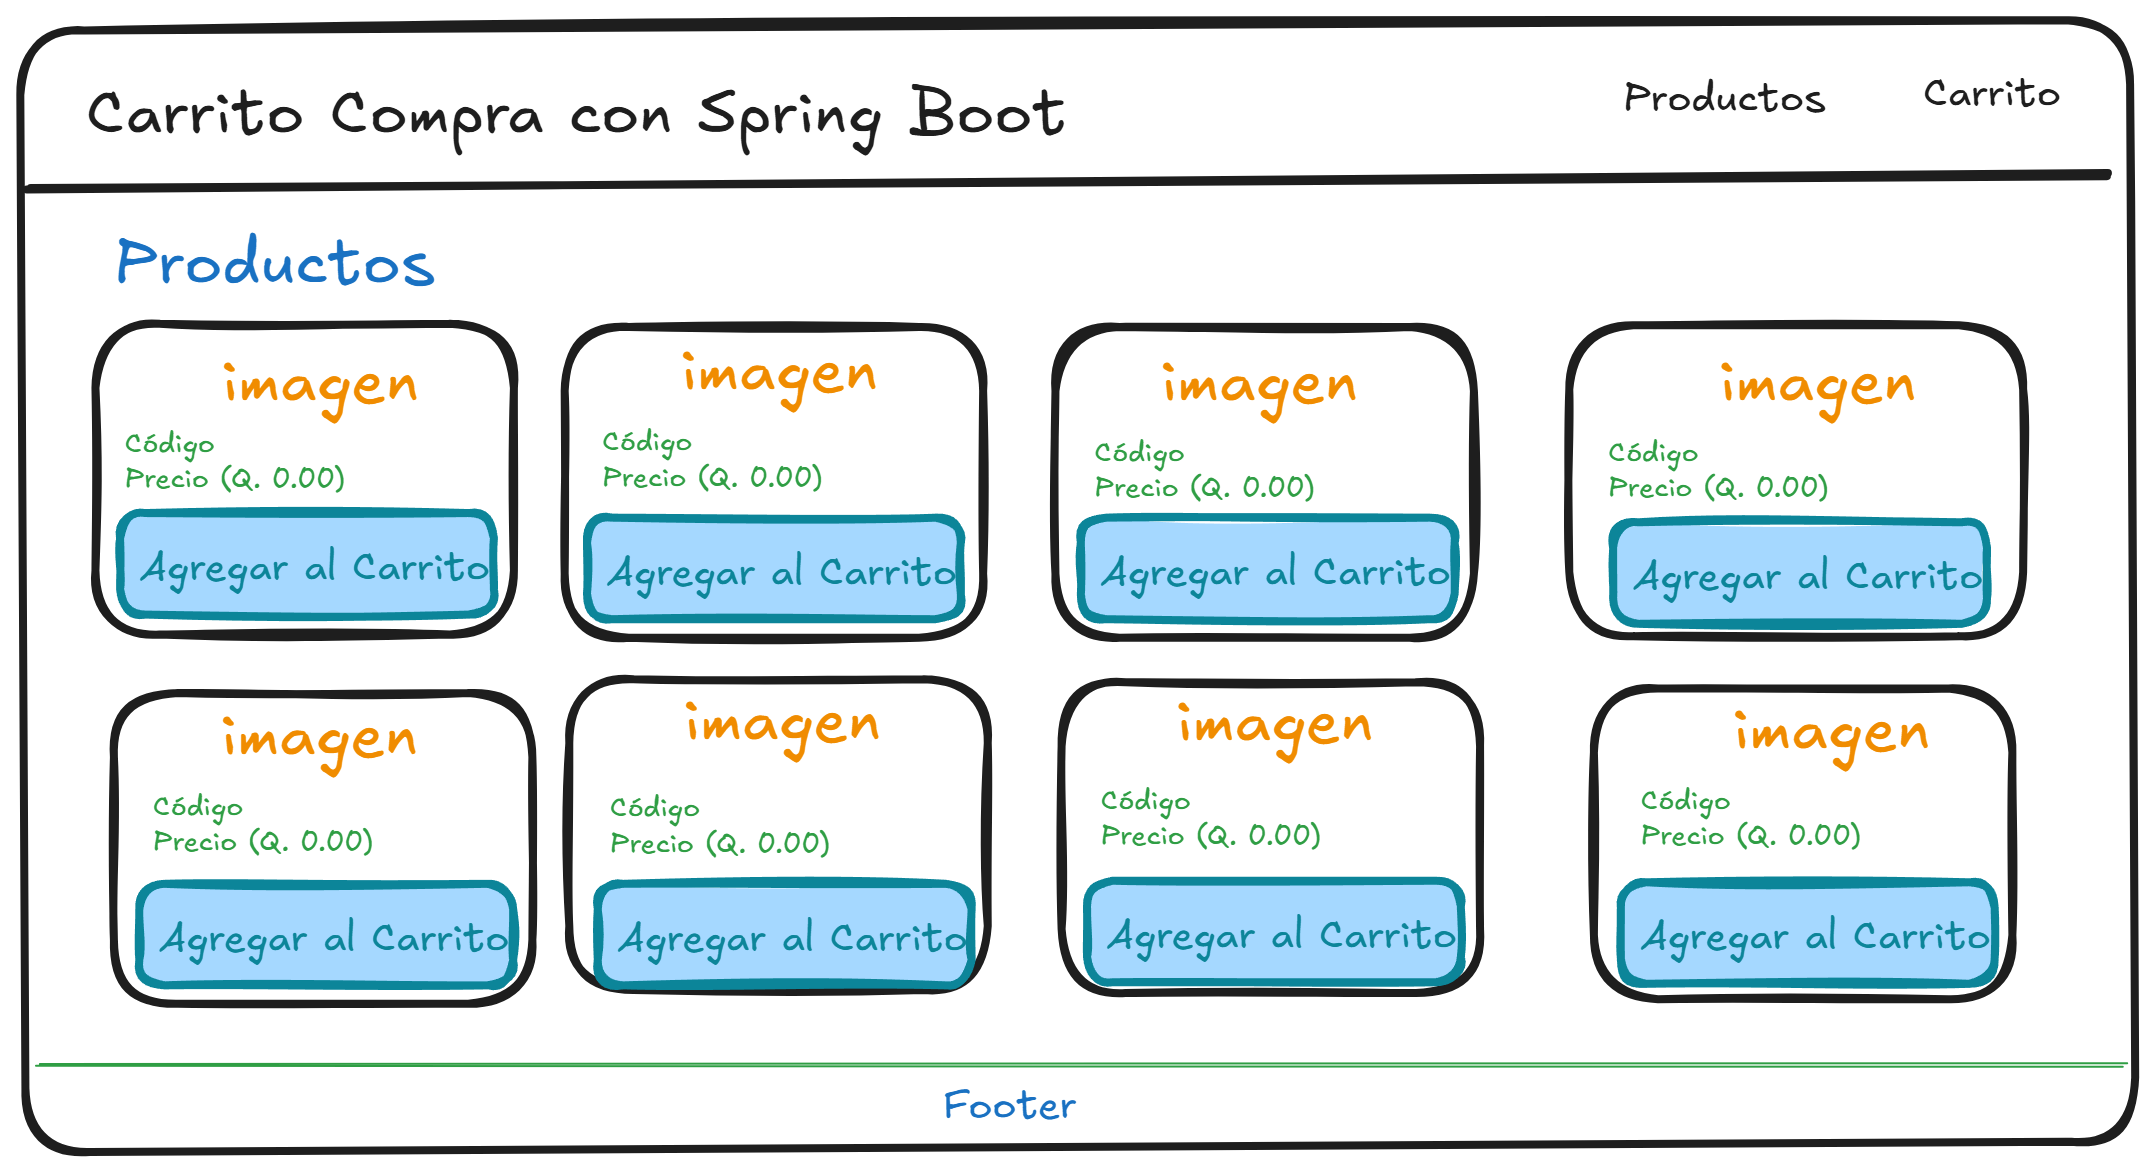 Carrito Compra con Spring Boot
Productos
Carrito
Productos
imagen
Código
Precio (Q. 0.00)
Agregar al Carrito
imagen
Código
Precio (Q. 0.00)
Agregar al Carrito
imagen
Código
Precio (Q. 0.00)
Agregar al Carrito
imagen
Código
Precio (Q. 0.00)
Agregar al Carrito
imagen
Código
Precio (Q. 0.00)
Agregar al Carrito
imagen
Código
Precio (Q. 0.00)
Agregar al Carrito
imagen
Código
Precio (Q. 0.00)
Agregar al Carrito
imagen
Código
Precio (Q. 0.00)
Agregar al Carrito
Footer